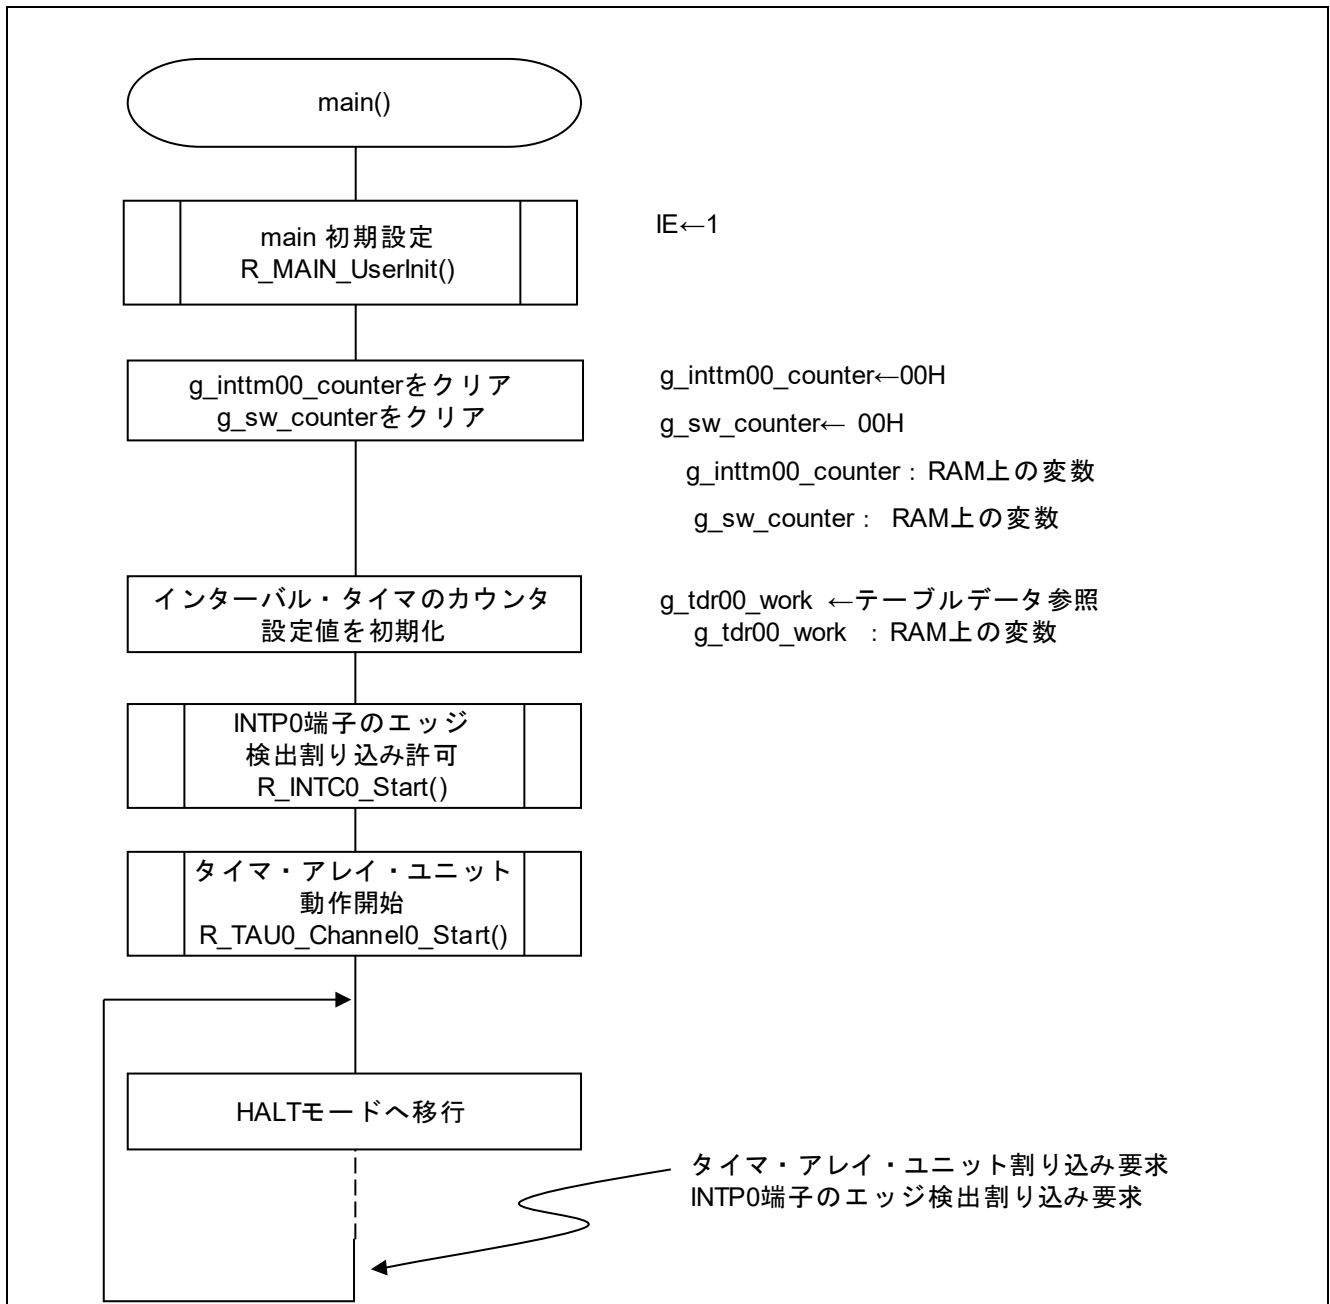 main()
main 初期設定
R_MAIN_UserInit()
IE←1
g_inttm00_counterをクリア
g_sw_counterをクリア
g_inttm00_counter←00H
g_sw_counter← 00H
g_inttm00_counter：RAM上の変数
g_sw_counter： RAM上の変数
インターバル・タイマのカウンタ
設定値を初期化
g_tdr00_work ←テーブルデータ参照
g_tdr00_work ：RAM上の変数
INTP0端子のエッジ
検出割り込み許可
R_INTC0_Start()
タイマ・アレイ・ユニット
動作開始
R_TAU0_Channel0_Start()
HALTモードへ移行
タイマ・アレイ・ユニット割り込み要求
INTP0端子のエッジ検出割り込み要求